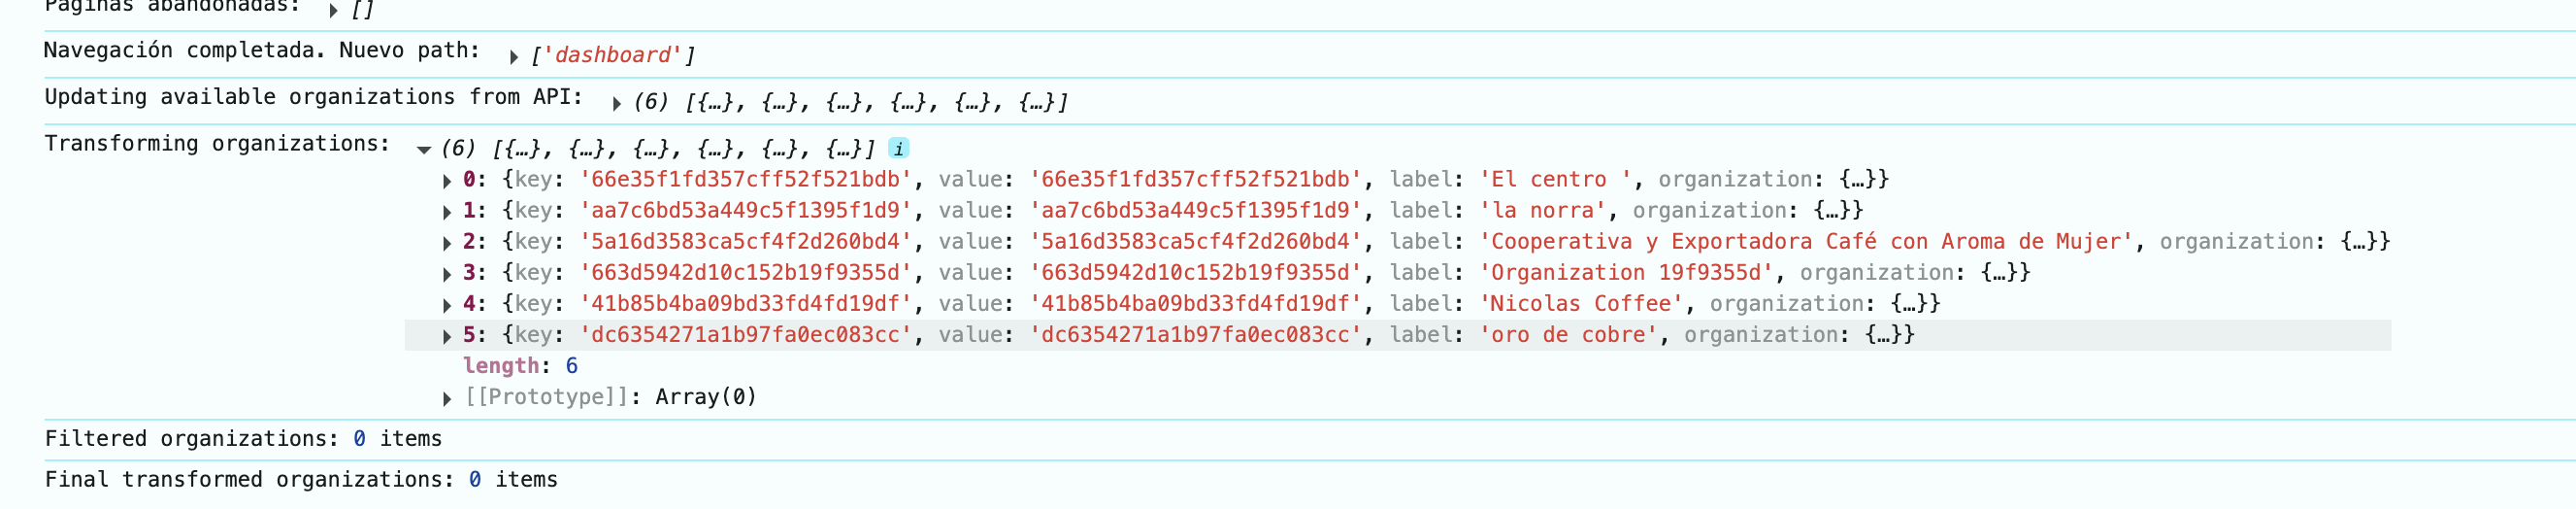 Paginas abandonadas: ▶ []
Navegación completada. Nuevo path: ▶ ['dashboard']
Updating available organizations from API: ▶ (6) [{…}, {…}, {…}, {…}, {…}, {…}]
Transforming organizations: ▼ (6) [{…}, {…}, {…}, {…}, {…}, {…}] i
▶ 0: {key: '66e35f1fd357cff52f521bdb', value: '66e35f1fd357cff52f521bdb', label: 'El centro ', organization: {…}}
▶ 1: {key: 'aa7c6bd53a449c5f1395f1d9', value: 'aa7c6bd53a449c5f1395f1d9', label: 'la norra', organization: {…}}
▶ 2: {key: '5a16d3583ca5cf4f2d260bd4', value: '5a16d3583ca5cf4f2d260bd4', label: 'Cooperativa y Exportadora Café con Aroma de Mujer', organization: {…}}
▶ 3: {key: '663d5942d10c152b19f9355d', value: '663d5942d10c152b19f9355d', label: 'Organization 19f9355d', organization: {…}}
▶ 4: {key: '41b85b4ba09bd33fd4fd19df', value: '41b85b4ba09bd33fd4fd19df', label: 'Nicolas Coffee', organization: {…}}
▶ 5: {key: 'dc6354271a1b97fa0ec083cc', value: 'dc6354271a1b97fa0ec083cc', label: 'oro de cobre', organization: {…}}
length: 6
▶ [[Prototype]]: Array(0)
Filtered organizations: 0 items
Final transformed organizations: 0 items